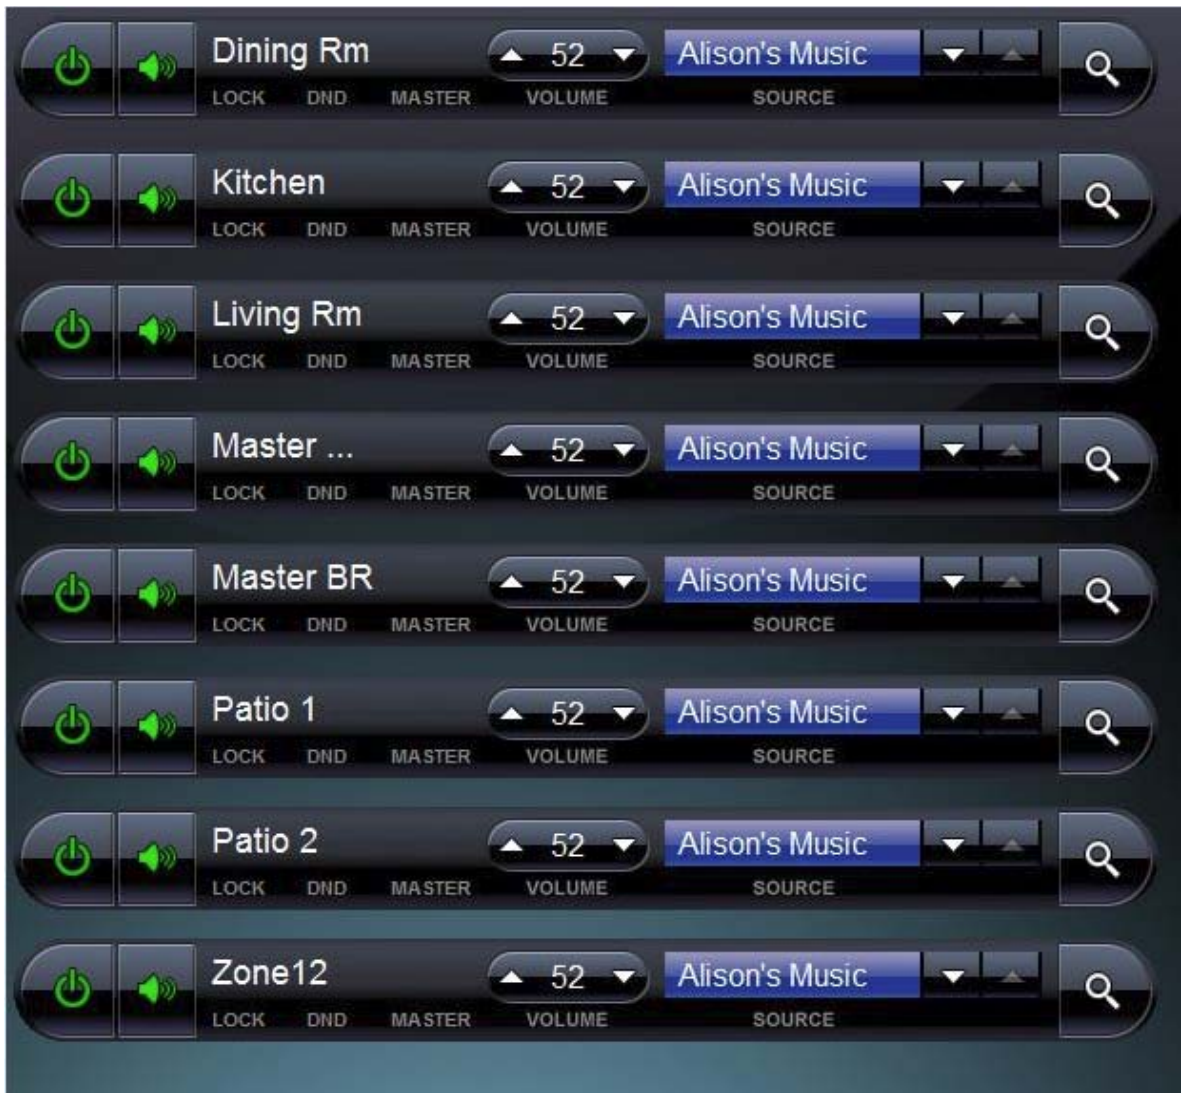 Dining Rm 52 Alison's Music
LOCK DND MASTER VOLUME SOURCE
Kitchen 52 Alison's Music
LOCK DND MASTER VOLUME SOURCE
Living Rm 52 Alison's Music
LOCK DND MASTER VOLUME SOURCE
Master ... 52 Alison's Music
LOCK DND MASTER VOLUME SOURCE
Master BR 52 Alison's Music
LOCK DND MASTER VOLUME SOURCE
Patio 1 52 Alison's Music
LOCK DND MASTER VOLUME SOURCE
Patio 2 52 Alison's Music
LOCK DND MASTER VOLUME SOURCE
Zone12 52 Alison's Music
LOCK DND MASTER VOLUME SOURCE